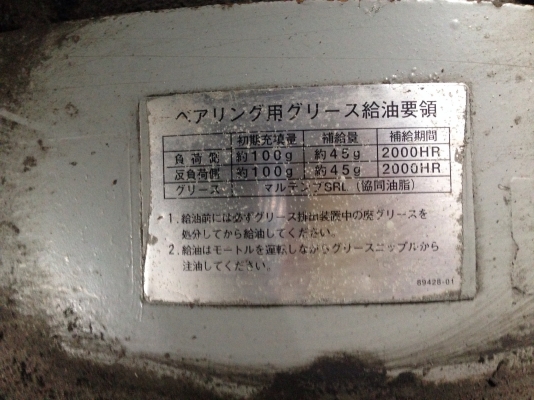 ベアリング用グリース給油要領
初期充填量 補給量 補給期間
負荷側 約100g 約45g 2000HR
反負荷側 約100g 約45g 2000HR
グリース マルテンプSRL (協同油脂)
1. 給油前には必ずグリース排油装置中の廃グリースを
処分してから給油してください。
2. 給油はモートルを運転しながらグリースニップルから
注油してください。
89428-01